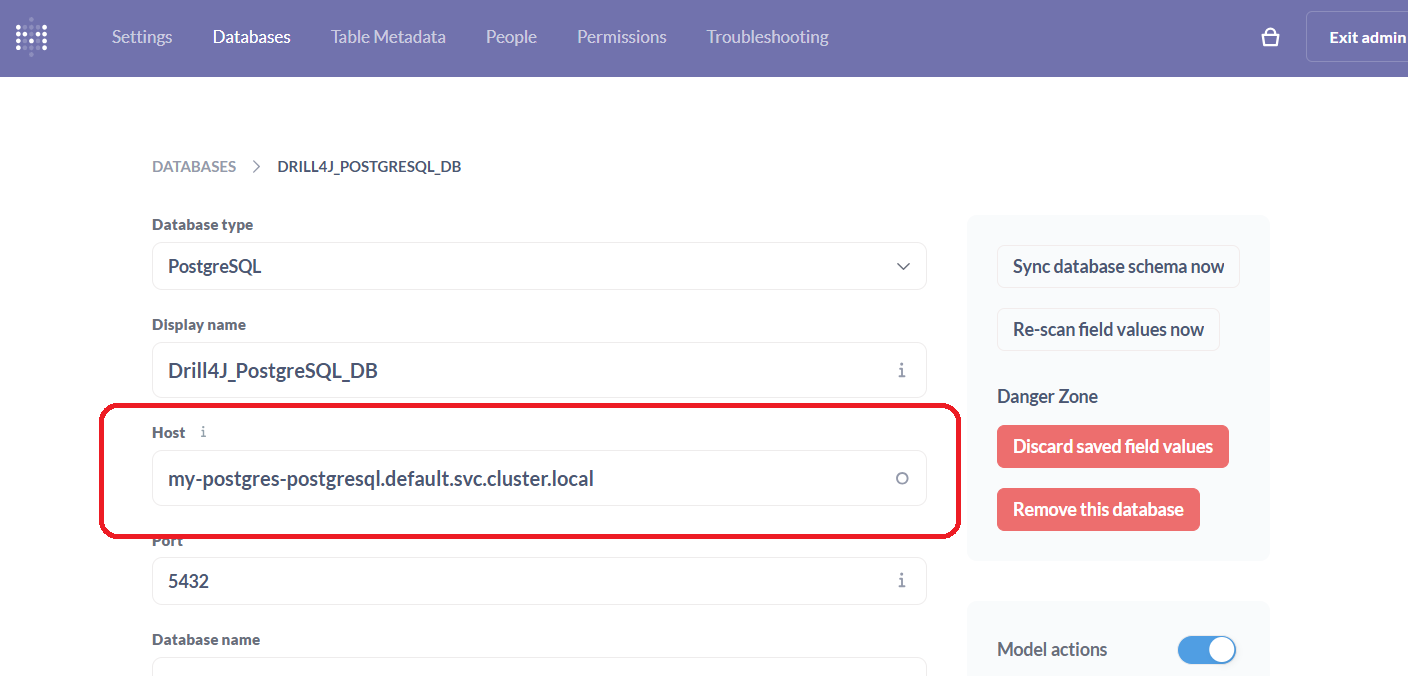 Settings Databases Table Metadata People Permissions Troubleshooting Exit admin
DATABASES > DRILL4J_POSTGRESQL_DB
Database type
PostgreSQL
Display name
Drill4J_PostgreSQL_DB
Host
my-postgres-postgresql.default.svc.cluster.local
Port
5432
Database name
Sync database schema now
Re-scan field values now
Danger Zone
Discard saved field values
Remove this database
Model actions